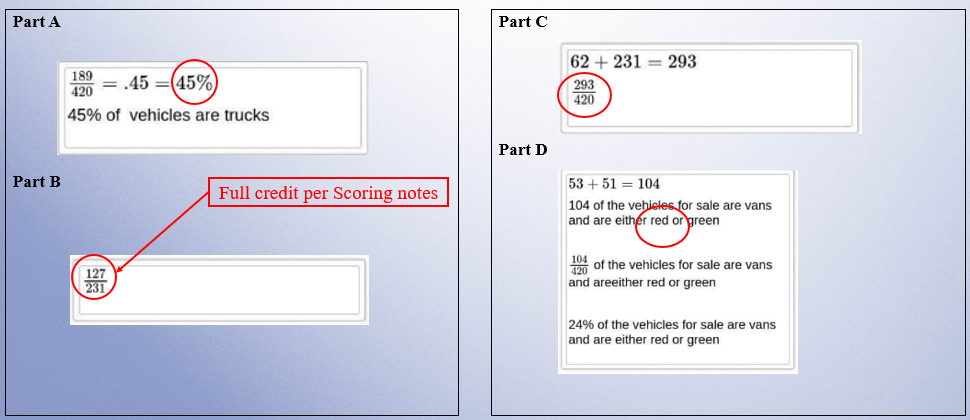 Part A
189/420 = .45 = 45%
45% of vehicles are trucks
Part B
Full credit per Scoring notes
127/231
Part C
62 + 231 = 293
293/420
Part D
53 + 51 = 104
104 of the vehicles for sale are vans
and are either red or green
104/420 of the vehicles for sale are vans
and areeither red or green
24% of the vehicles for sale are vans
and are either red or green